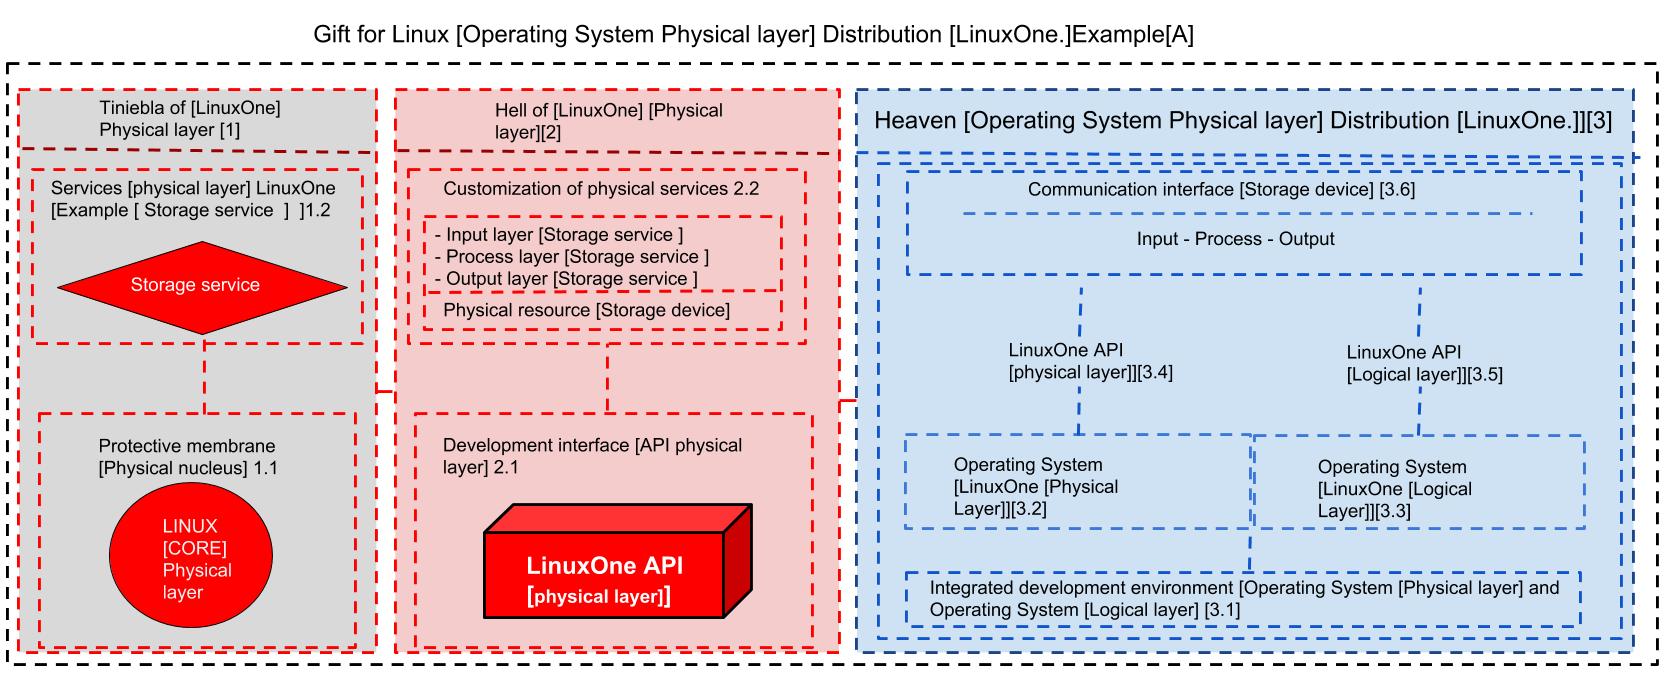 Gift for Linux [Operating System Physical layer] Distribution [LinuxOne.]Example[A]
Tiniebla of [LinuxOne]
Physical layer [1]
Services [physical layer] LinuxOne
[Example [ Storage service  ]  ]1.2
Storage service
Protective membrane
[Physical nucleus] 1.1
LINUX
[CORE]
Physical
layer
Hell of [LinuxOne] [Physical
layer][2]
Customization of physical services 2.2
- Input layer [Storage service ]
- Process layer [Storage service ]
- Output layer [Storage service ]
Physical resource [Storage device]
Development interface [API physical
layer] 2.1
LinuxOne API
[physical layer]]
Heaven [Operating System Physical layer] Distribution [LinuxOne.]][3]
Communication interface [Storage device] [3.6]
Input - Process - Output
LinuxOne API
[physical layer]][3.4]
LinuxOne API
[Logical layer]][3.5]
Operating System
[LinuxOne [Physical
Layer]][3.2]
Operating System
[LinuxOne [Logical
Layer]][3.3]
Integrated development environment [Operating System [Physical layer] and
Operating System [Logical layer] [3.1]